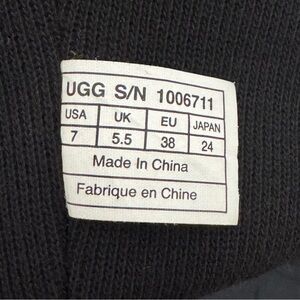 UGG S/N 1006711
USA UK EU JAPAN
7 5.5 38 24
Made In China
Fabrique en Chine